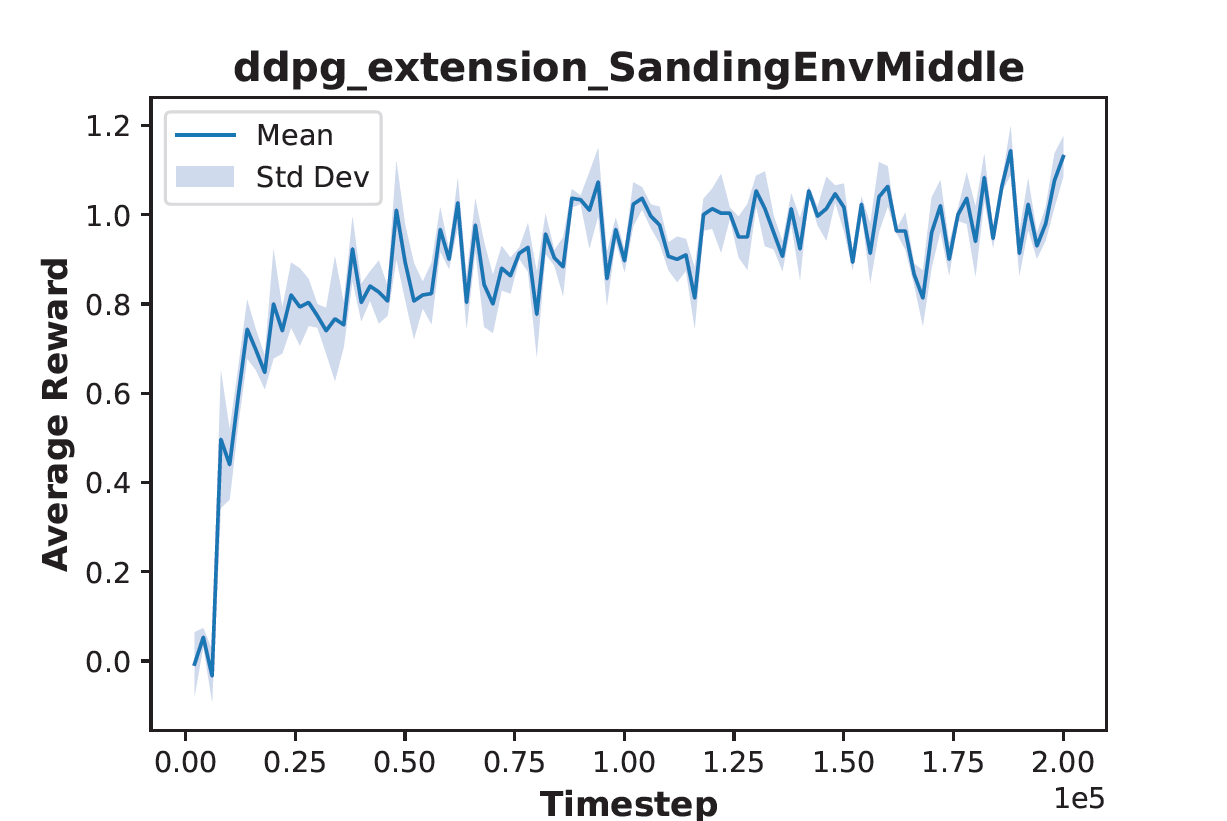 ddpg_extension_SandingEnvMiddle
Mean
Std Dev
1.2
1.0
0.8
0.6
0.4
0.2
0.0
Average Reward
0.00 0.25 0.50 0.75 1.00 1.25 1.50 1.75 2.00
1e5
Timestep